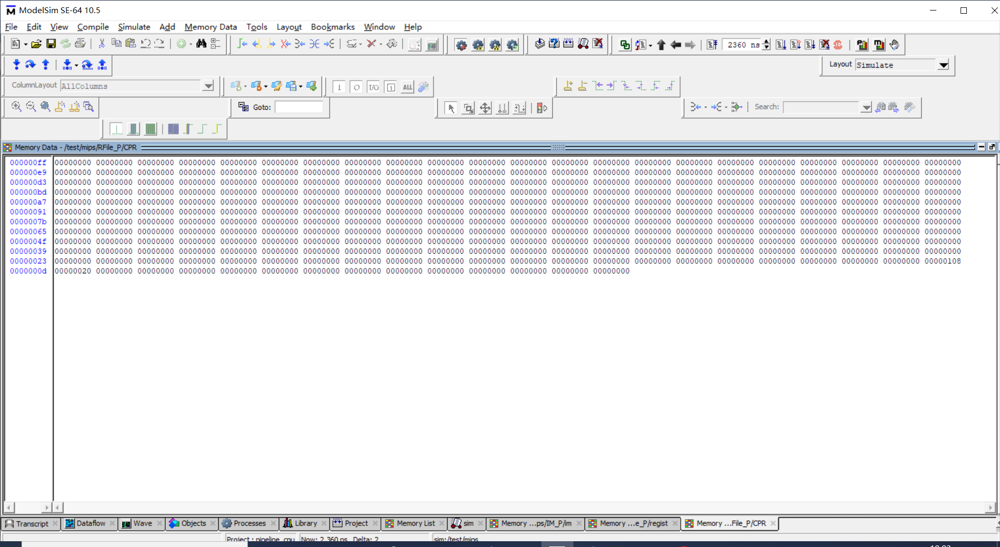 ModelSim SE-64 10.5
File Edit View Compile Simulate Add Memory Data Tools Layout Bookmarks Window Help
2360 ns
Layout Simulate
ColumnLayout AllColumns
ALL
Goto:
Search:
Memory Data - /test/mips/RFile_P/CPR
000000ff 00000000 00000000 00000000 00000000 00000000 00000000 00000000 00000000 00000000 00000000 00000000 00000000 00000000 00000000 00000000 00000000 00000000 00000000 00000000 00000000 00000000 00000000
000000e9 00000000 00000000 00000000 00000000 00000000 00000000 00000000 00000000 00000000 00000000 00000000 00000000 00000000 00000000 00000000 00000000 00000000 00000000 00000000 00000000 00000000 00000000
000000d3 00000000 00000000 00000000 00000000 00000000 00000000 00000000 00000000 00000000 00000000 00000000 00000000 00000000 00000000 00000000 00000000 00000000 00000000 00000000 00000000 00000000 00000000
000000bd 00000000 00000000 00000000 00000000 00000000 00000000 00000000 00000000 00000000 00000000 00000000 00000000 00000000 00000000 00000000 00000000 00000000 00000000 00000000 00000000 00000000 00000000
000000a7 00000000 00000000 00000000 00000000 00000000 00000000 00000000 00000000 00000000 00000000 00000000 00000000 00000000 00000000 00000000 00000000 00000000 00000000 00000000 00000000 00000000 00000000
00000091 00000000 00000000 00000000 00000000 00000000 00000000 00000000 00000000 00000000 00000000 00000000 00000000 00000000 00000000 00000000 00000000 00000000 00000000 00000000 00000000 00000000 00000000
0000007b 00000000 00000000 00000000 00000000 00000000 00000000 00000000 00000000 00000000 00000000 00000000 00000000 00000000 00000000 00000000 00000000 00000000 00000000 00000000 00000000 00000000 00000000
00000065 00000000 00000000 00000000 00000000 00000000 00000000 00000000 00000000 00000000 00000000 00000000 00000000 00000000 00000000 00000000 00000000 00000000 00000000 00000000 00000000 00000000 00000000
0000004f 00000000 00000000 00000000 00000000 00000000 00000000 00000000 00000000 00000000 00000000 00000000 00000000 00000000 00000000 00000000 00000000 00000000 00000000 00000000 00000000 00000000 00000000
00000039 00000000 00000000 00000000 00000000 00000000 00000000 00000000 00000000 00000000 00000000 00000000 00000000 00000000 00000000 00000000 00000000 00000000 00000000 00000000 00000000 00000000 00000000
00000023 00000000 00000000 00000000 00000000 00000000 00000000 00000000 00000000 00000000 00000000 00000000 00000000 00000000 00000000 00000000 00000000 00000000 00000000 00000000 00000000 00000000 00000108
0000000d 00000020 00000000 00000000 00000000 00000000 00000000 00000000 00000000 00000000 00000000 00000000 00000000 00000000 00000000
Transcript Dataflow Wave Objects Processes Library Project Memory List sim Memory ...ps/IM_P/im Memory ...e_P/regist Memory ...File_P/CPR
Project : pipeline_cpu Now: 2,360 ns Delta: 2 sim:/test/mips